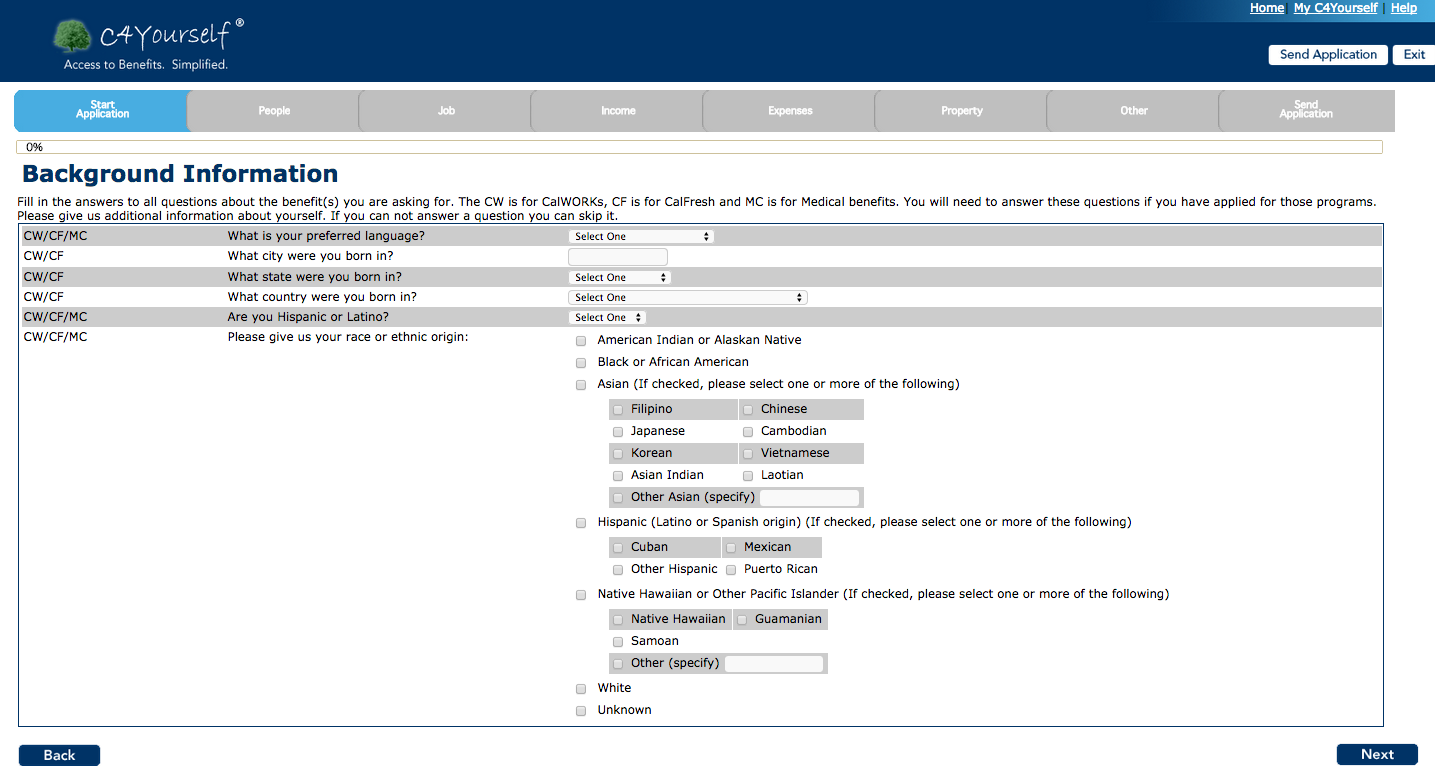 Home | My C4Yourself | Help
C4Yourself®
Access to Benefits. Simplified.
Send Application Exit
Start Application People Job Income Expenses Property Other Send Application
0%
Background Information
Fill in the answers to all questions about the benefit(s) you are asking for. The CW is for CalWORKs, CF is for CalFresh and MC is for Medical benefits. You will need to answer these questions if you have applied for those programs.
Please give us additional information about yourself. If you can not answer a question you can skip it.
CW/CF/MC What is your preferred language? Select One
CW/CF What city were you born in?
CW/CF What state were you born in? Select One
CW/CF What country were you born in? Select One
CW/CF/MC Are you Hispanic or Latino? Select One
CW/CF/MC Please give us your race or ethnic origin:
American Indian or Alaskan Native
Black or African American
Asian (If checked, please select one or more of the following)
Filipino Chinese
Japanese Cambodian
Korean Vietnamese
Asian Indian Laotian
Other Asian (specify)
Hispanic (Latino or Spanish origin) (If checked, please select one or more of the following)
Cuban Mexican
Other Hispanic Puerto Rican
Native Hawaiian or Other Pacific Islander (If checked, please select one or more of the following)
Native Hawaiian Guamanian
Samoan
Other (specify)
White
Unknown
Back Next